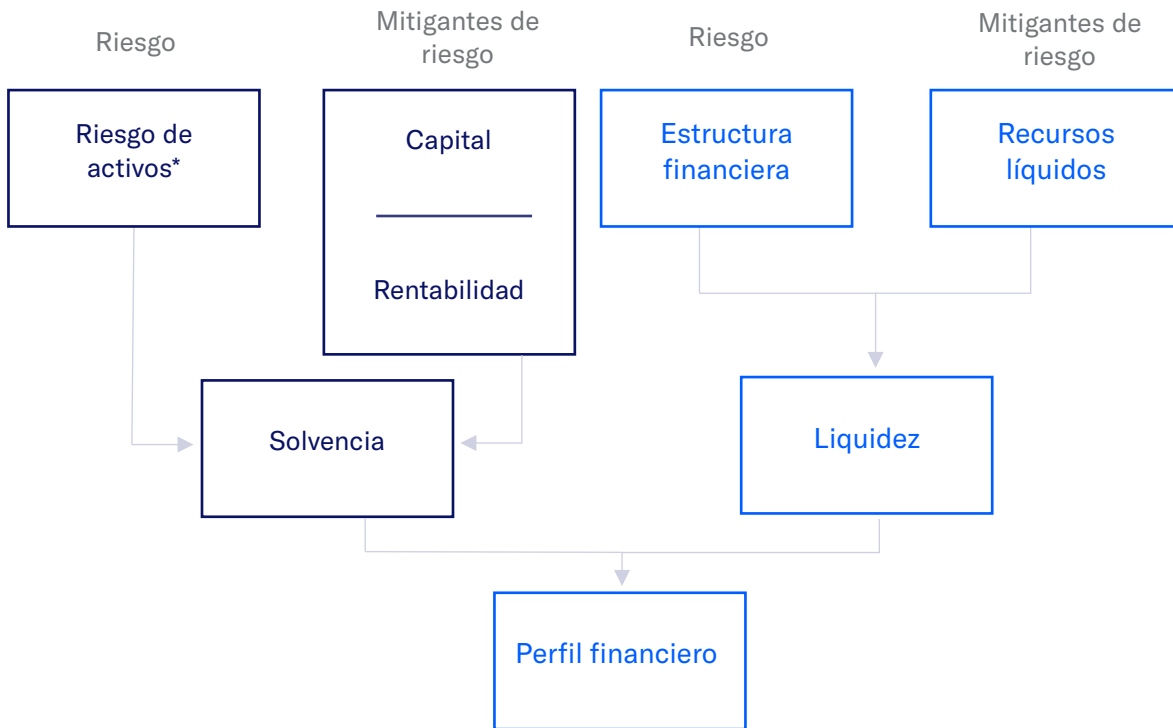 Riesgo
Mitigantes de
riesgo
Riesgo
Mitigantes de
riesgo
Riesgo de
activos*
Capital
Rentabilidad
Estructura
financiera
Recursos
líquidos
Solvencia
Liquidez
Perfil financiero